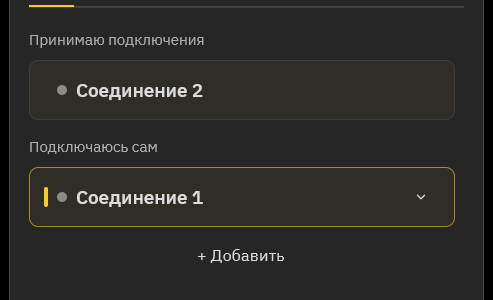 Принимаю подключения
Соединение 2
Подключаюсь сам
Соединение 1
+ Добавить